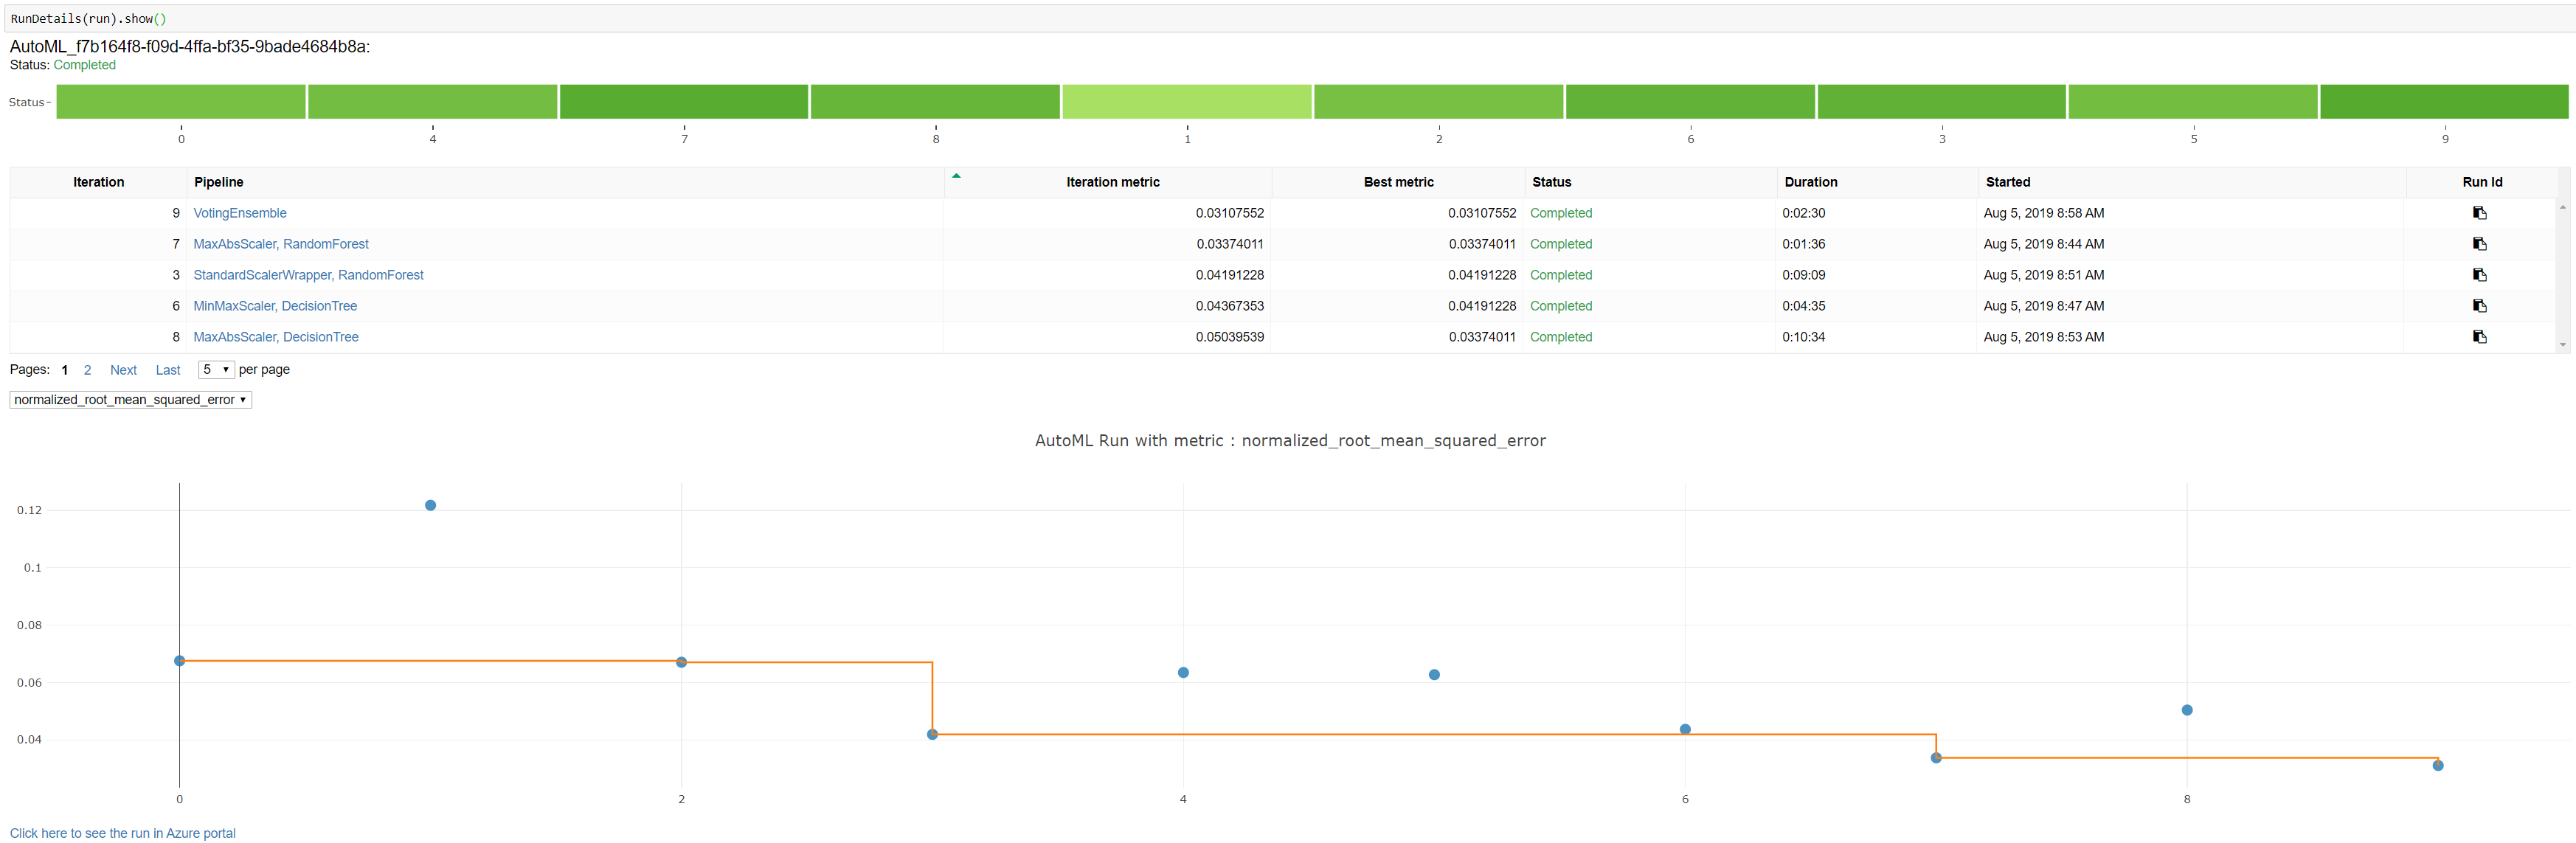 RunDetails(run).show()
AutoML_f7b164f8-f09d-4ffa-bf35-9bade4684b8a:
Status: Completed
Status
0 4 7 8 1 2 6 3 5 9
Iteration Pipeline Iteration metric Best metric Status Duration Started Run Id
9 VotingEnsemble 0.03107552 0.03107552 Completed 0:02:30 Aug 5, 2019 8:58 AM
7 MaxAbsScaler, RandomForest 0.03374011 0.03374011 Completed 0:01:36 Aug 5, 2019 8:44 AM
3 StandardScalerWrapper, RandomForest 0.04191228 0.04191228 Completed 0:09:09 Aug 5, 2019 8:51 AM
6 MinMaxScaler, DecisionTree 0.04367353 0.04191228 Completed 0:04:35 Aug 5, 2019 8:47 AM
8 MaxAbsScaler, DecisionTree 0.05039539 0.03374011 Completed 0:10:34 Aug 5, 2019 8:53 AM
Pages: 1 2 Next Last 5 per page
normalized_root_mean_squared_error
AutoML Run with metric : normalized_root_mean_squared_error
0.12
0.1
0.08
0.06
0.04
0 2 4 6 8
Click here to see the run in Azure portal